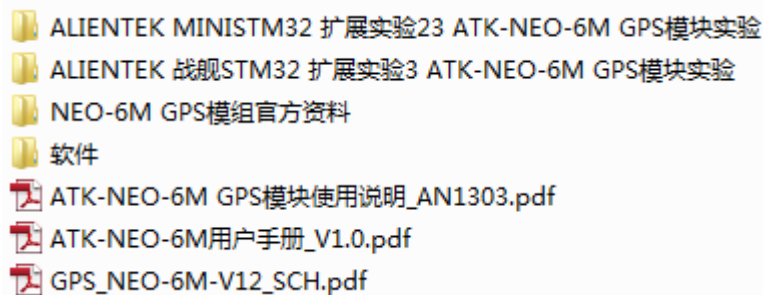 ALIENTEK MINISTM32 扩展实验23 ATK-NEO-6M GPS模块实验
ALIENTEK 战舰STM32 扩展实验3 ATK-NEO-6M GPS模块实验
NEO-6M GPS模组官方资料
软件
ATK-NEO-6M GPS模块使用说明_AN1303.pdf
ATK-NEO-6M用户手册_V1.0.pdf
GPS_NEO-6M-V12_SCH.pdf